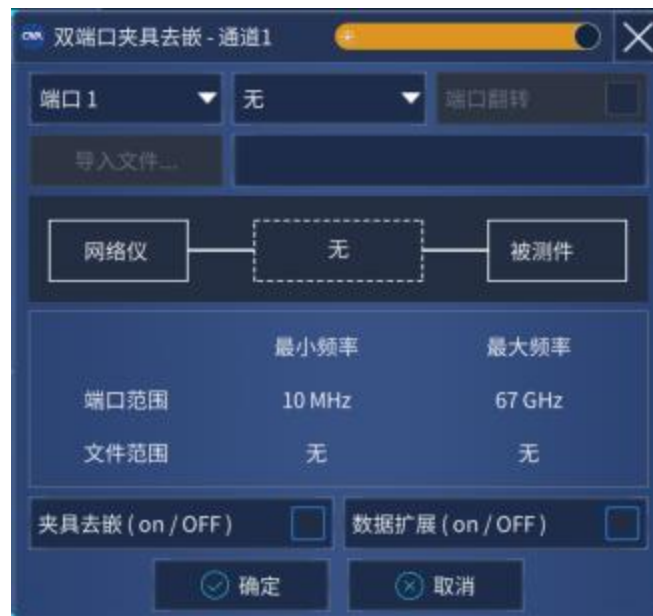 CNA 双端口夹具去嵌 - 通道1
端口 1 无 端口翻转
导入文件...
网络仪 无 被测件
最小频率 最大频率
端口范围 10 MHz 67 GHz
文件范围 无 无
夹具去嵌 ( on / OFF ) 数据扩展 ( on / OFF )
确定 取消